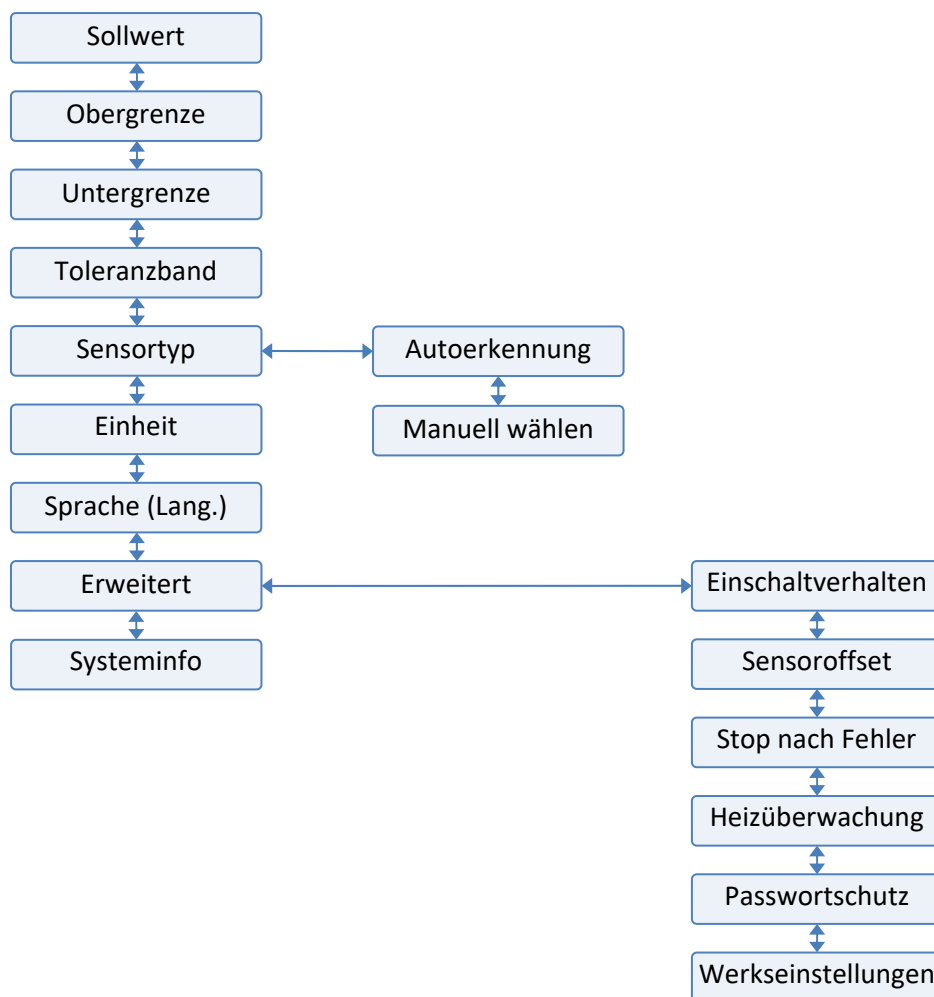 Sollwert
Obergrenze
Untergrenze
Toleranzband
Sensortyp
Autoerkennung
Einheit
Manuell wählen
Sprache (Lang.)
Erweitert
Einschaltverhalten
Systeminfo
Sensoroffset
Stop nach Fehler
Heizüberwachung
Passwortschutz
Werkseinstellungen